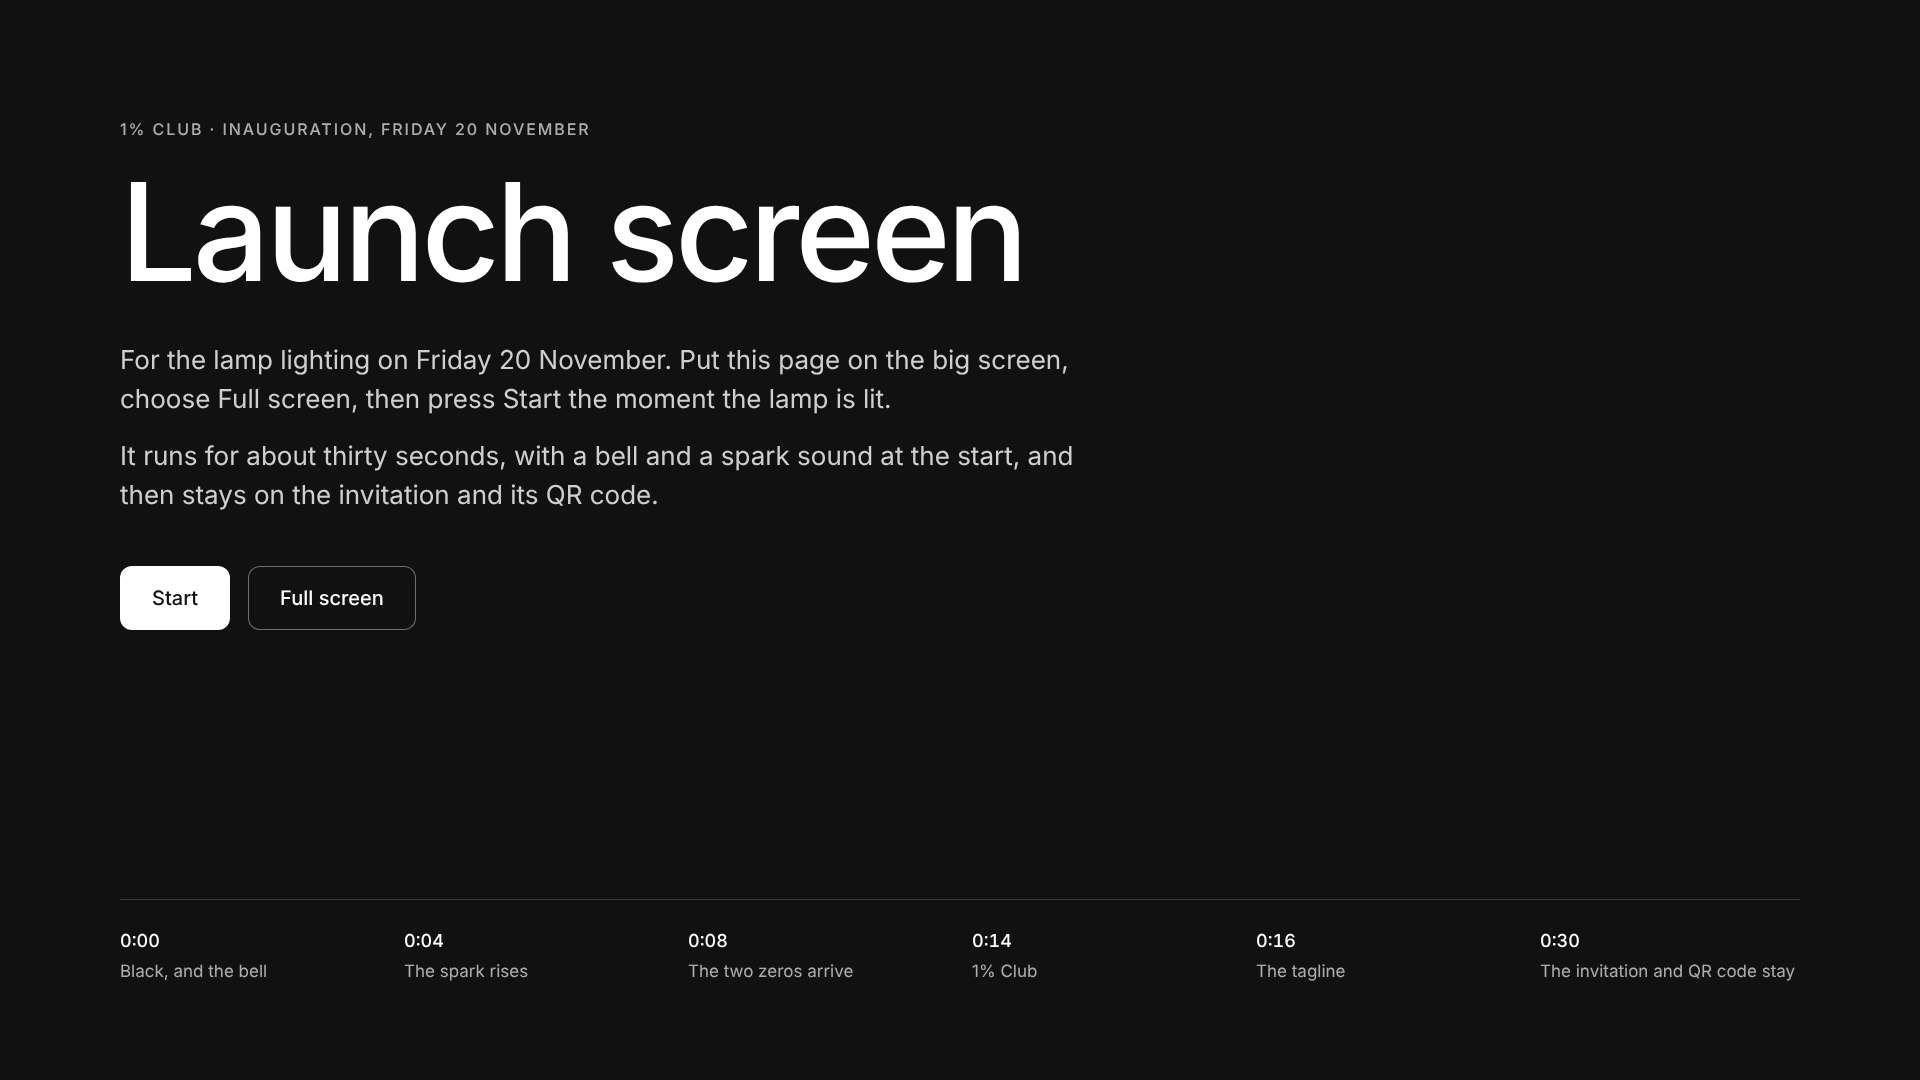 1% CLUB · INAUGURATION, FRIDAY 20 NOVEMBER
Launch screen
For the lamp lighting on Friday 20 November. Put this page on the big screen,
choose Full screen, then press Start the moment the lamp is lit.
It runs for about thirty seconds, with a bell and a spark sound at the start, and
then stays on the invitation and its QR code.
Start
Full screen
0:00
Black, and the bell
0:04
The spark rises
0:08
The two zeros arrive
0:14
1% Club
0:16
The tagline
0:30
The invitation and QR code stay